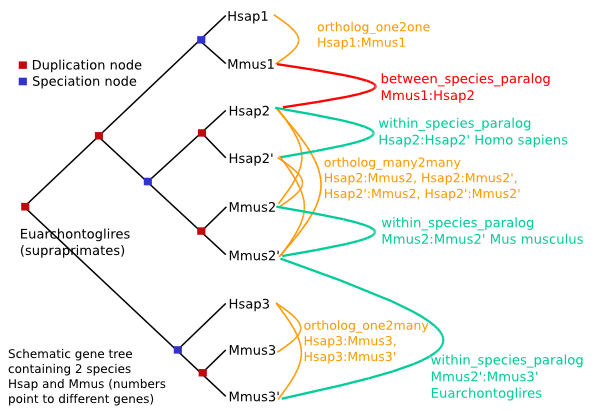 Hsap1
ortholog_one2one
Hsap1:Mmus1
Duplication node
Speciation node
Mmus1
between_species_paralog
Mmus1:Hsap2
Hsap2
within_species_paralog
Hsap2:Hsap2' Homo sapiens
Hsap2'
ortholog_many2many
Hsap2:Mmus2, Hsap2:Mmus2',
Hsap2':Mmus2, Hsap2':Mmus2'
Mmus2
within_species_paralog
Mmus2:Mmus2' Mus musculus
Euarchontoglires
(supraprimates)
Mmus2'
Hsap3
ortholog_one2many
Hsap3:Mmus3,
Hsap3:Mmus3'
Mmus3
Schematic gene tree
containing 2 species
Hsap and Mmus (numbers
point to different genes)
within_species_paralog
Mmus2':Mmus3'
Euarchontoglires
Mmus3'